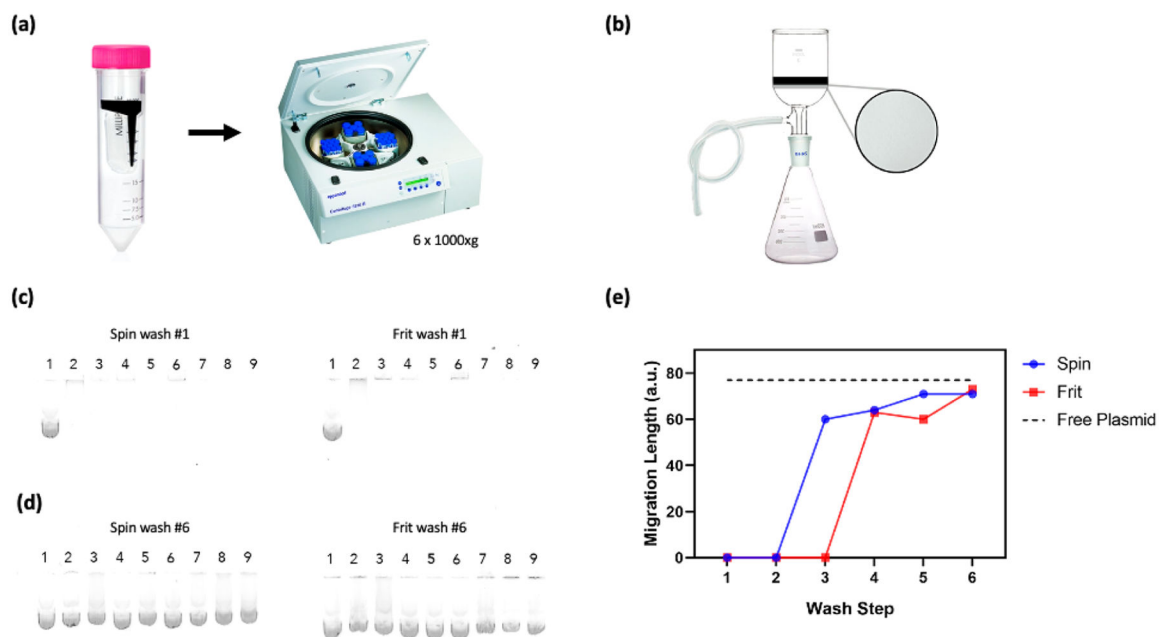 (a)
MILLIP
6 x 1000xg
(b)
(c)
Spin wash #1
1 2 3 4 5 6 7 8 9
Frit wash #1
1 2 3 4 5 6 7 8 9
(d)
Spin wash #6
1 2 3 4 5 6 7 8 9
Frit wash #6
1 2 3 4 5 6 7 8 9
(e)
Migration Length (a.u.)
80
60
40
20
0
1 2 3 4 5 6
Wash Step
Spin
Frit
Free Plasmid